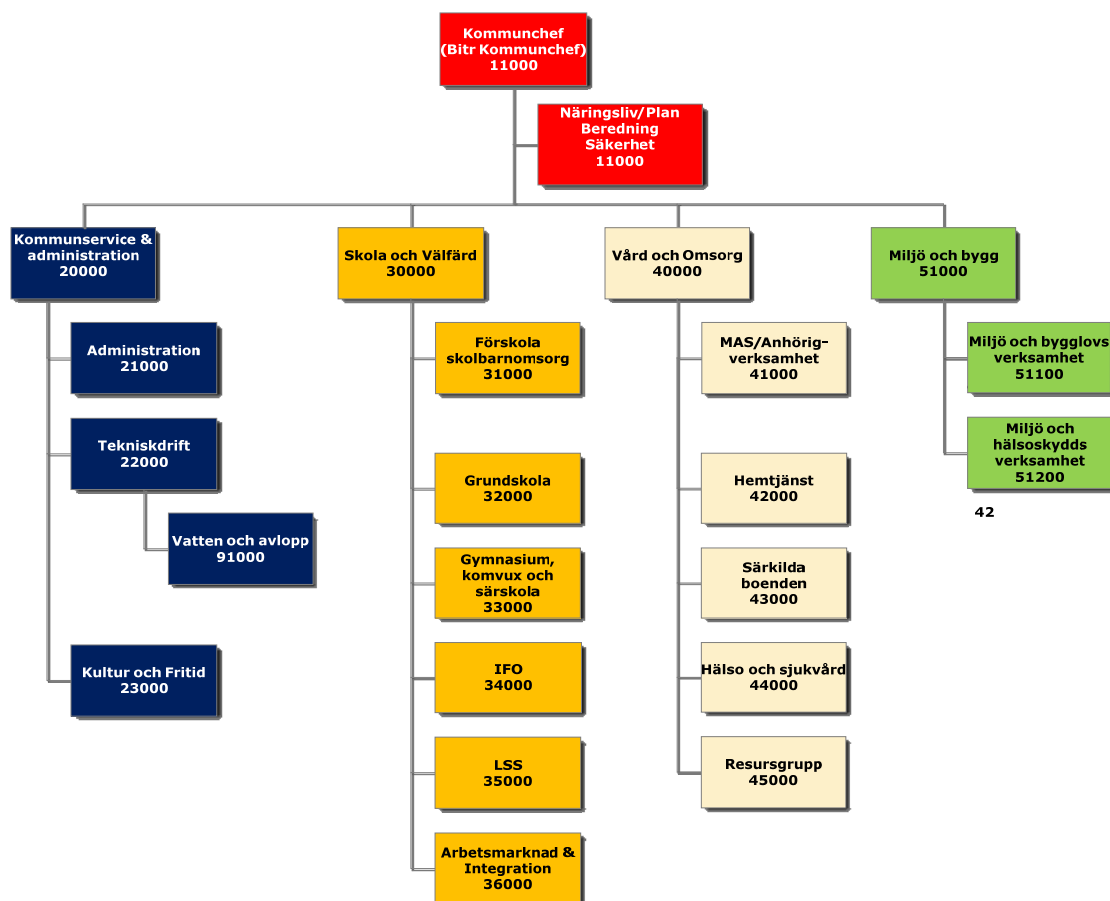 Kommunchef
(Bitr Kommunchef)
11000
Näringsliv/Plan
Beredning
Säkerhet
11000
Kommunservice &
administration
20000
Administration
21000
Tekniskdrift
22000
Vatten och avlopp
91000
Kultur och Fritid
23000
Skola och Välfärd
30000
Förskola
skolbarnomsorg
31000
Grundskola
32000
Gymnasium,
komvux och
särskola
33000
IFO
34000
LSS
35000
Arbetsmarknad &
Integration
36000
Vård och Omsorg
40000
MAS/Anhörig-
verksamhet
41000
Hemtjänst
42000
Särkilda
boenden
43000
Hälso och sjukvård
44000
Resursgrupp
45000
Miljö och bygg
51000
Miljö och bygglovs
verksamhet
51100
Miljö och
hälsoskydds
verksamhet
51200
42